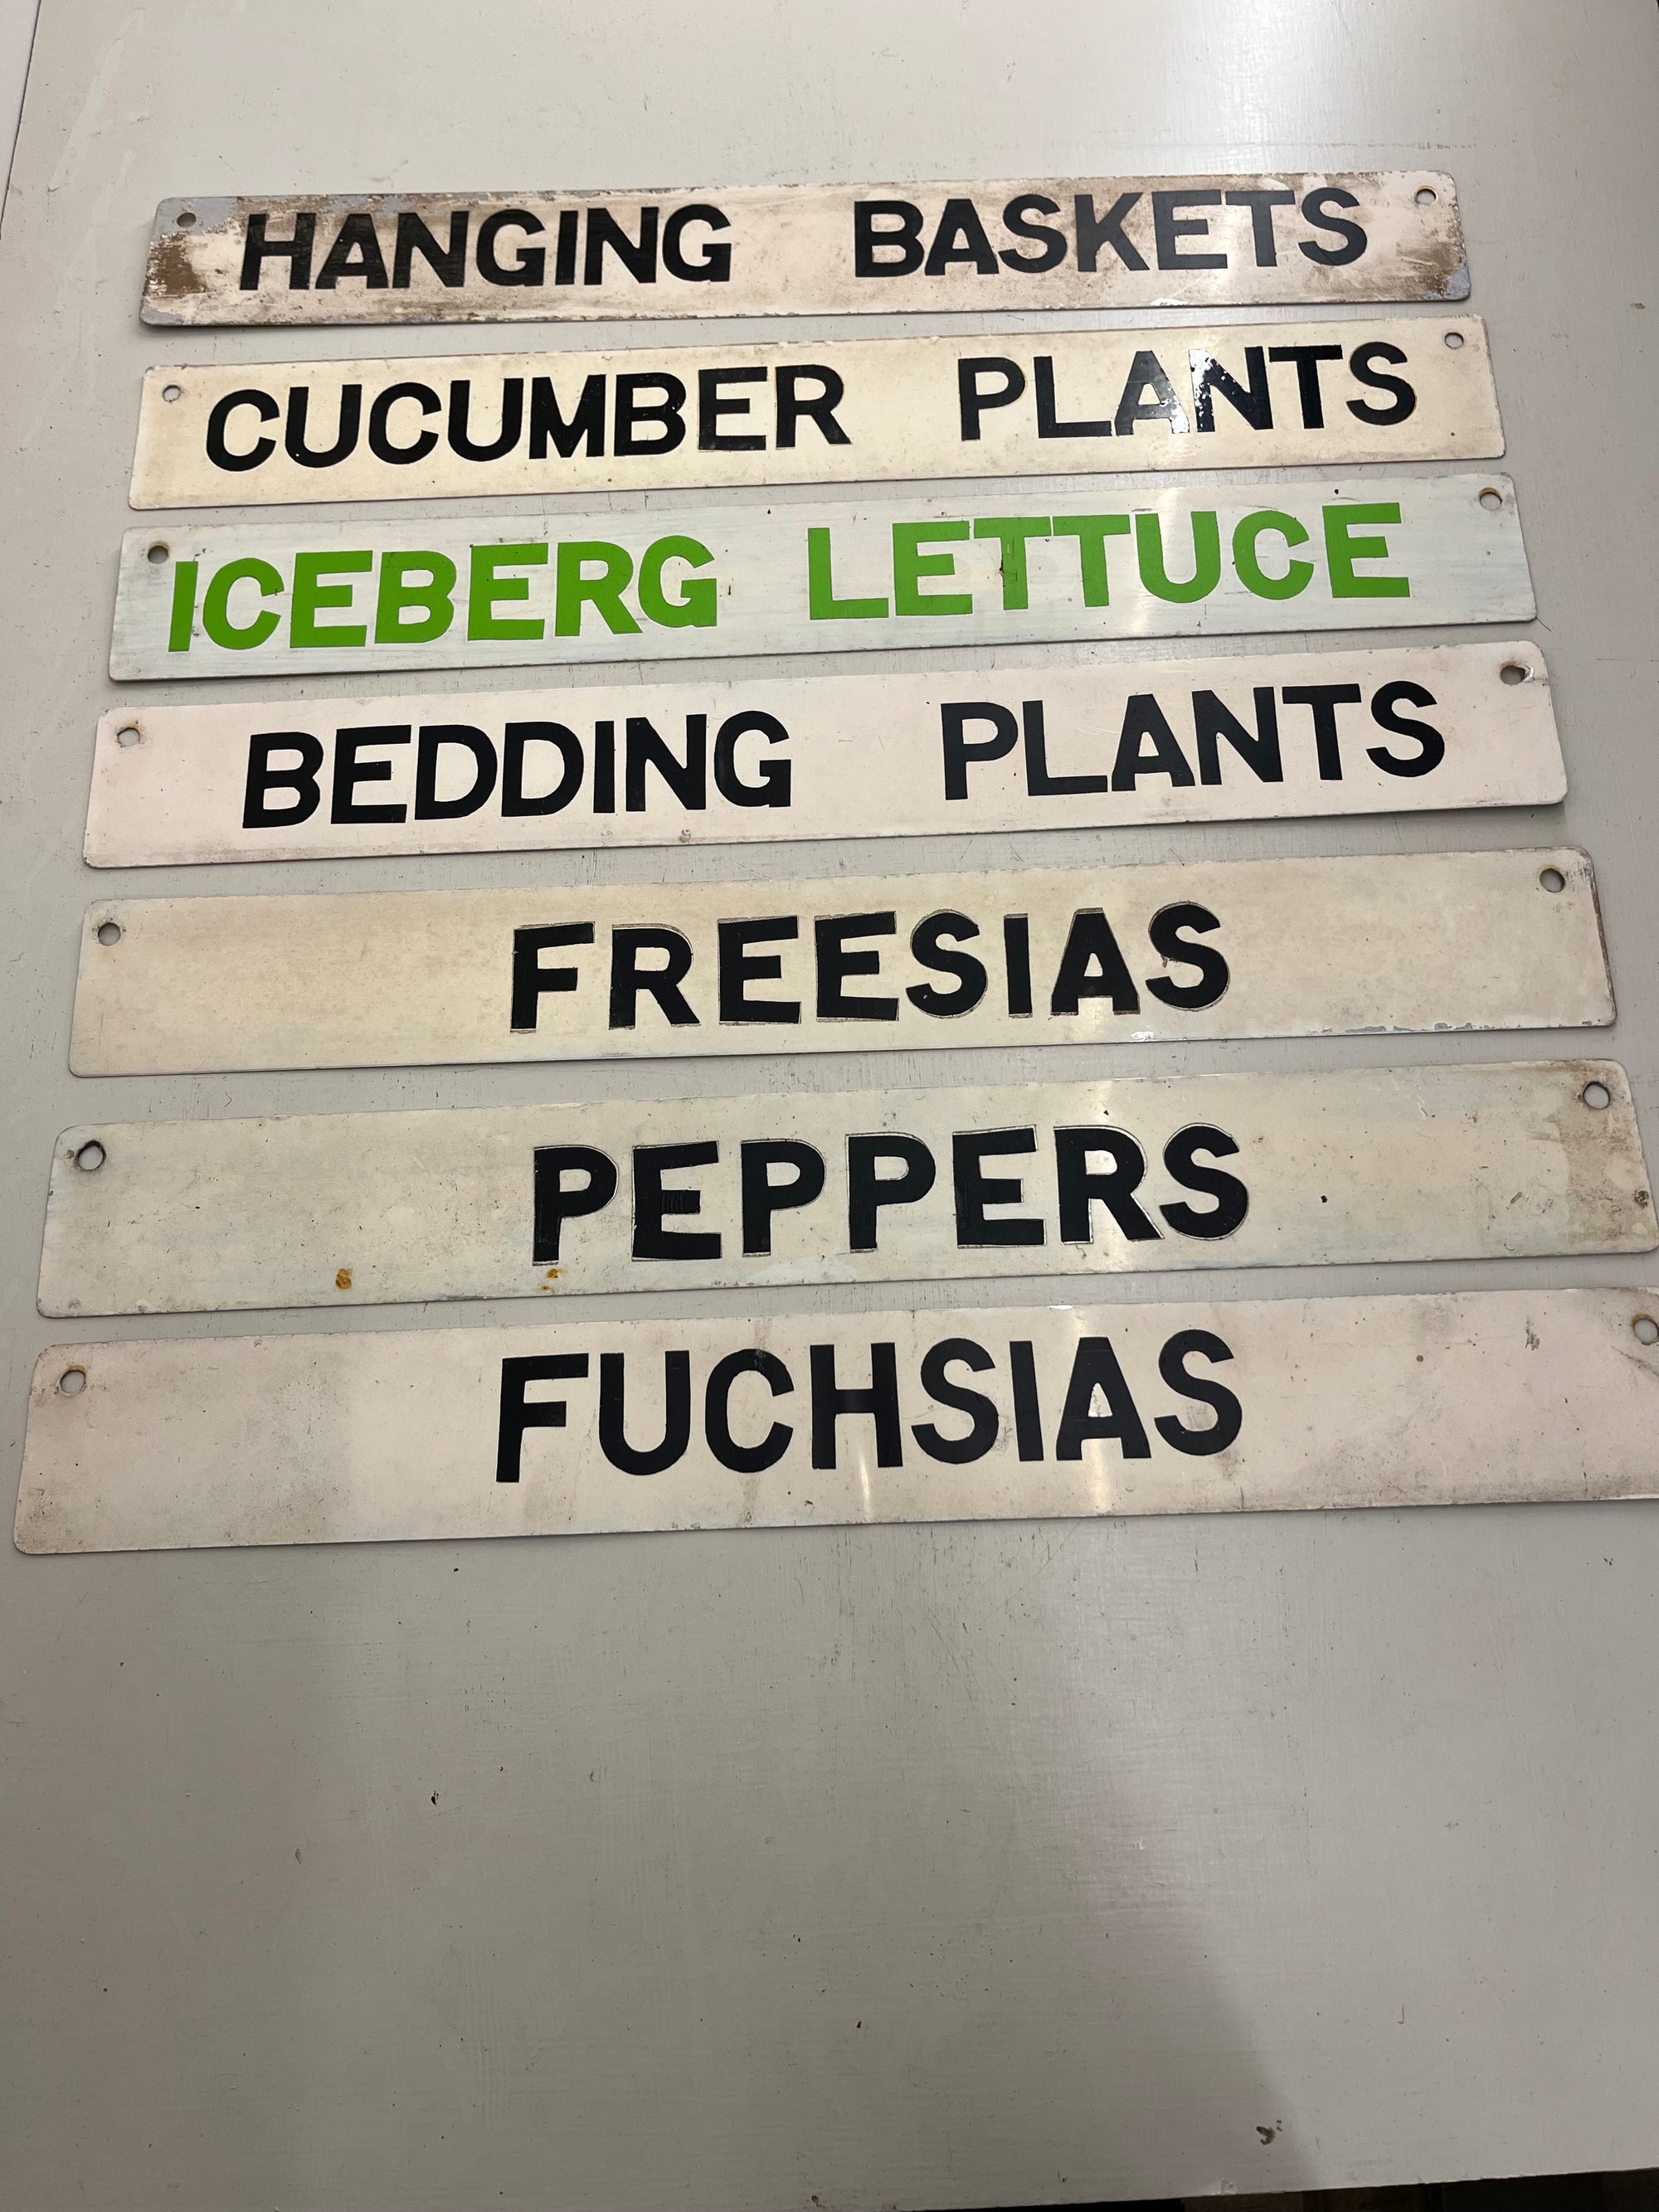 HANGING BASKETS
CUCUMBER PLANTS
ICEBERG LETTUCE
BEDDING PLANTS
FREESIAS
PEPPERS
FUCHSIAS